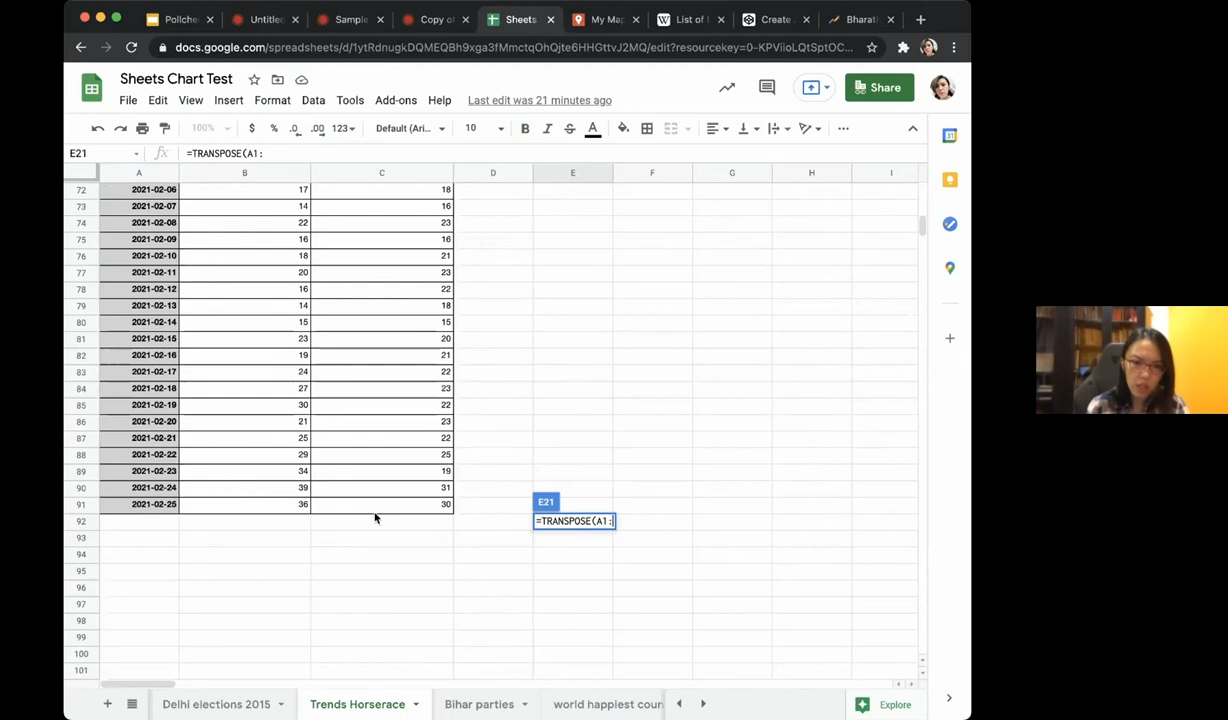 Pollche
Untitle
Sample
Copy o
Sheets
My Ma
List of
Create
Bharati
docs.google.com/spreadsheets/d/1ytRdnugkDQMEQBh9xga3fMmctqOhQjte6HHGttvJ2MQ/edit?resourcekey=0-KPViioLQtSptOC...
Sheets Chart Test
File Edit View Insert Format Data Tools Add-ons Help Last edit was 21 minutes ago
Share
100% $ % .0 .00 123 Default (Ari... 10 B I S A
E21 fx =TRANSPOSE(A1:
A B C D E F G H I
72 2021-02-06 17 18
73 2021-02-07 14 16
74 2021-02-08 22 23
75 2021-02-09 16 16
76 2021-02-10 18 21
77 2021-02-11 20 23
78 2021-02-12 16 22
79 2021-02-13 14 18
80 2021-02-14 15 15
81 2021-02-15 23 20
82 2021-02-16 19 21
83 2021-02-17 24 22
84 2021-02-18 27 23
85 2021-02-19 30 22
86 2021-02-20 21 23
87 2021-02-21 25 22
88 2021-02-22 29 25
89 2021-02-23 34 19
90 2021-02-24 39 31
91 2021-02-25 36 30
E21
92 =TRANSPOSE(A1:
93
94
95
96
97
98
99
100
101
Delhi elections 2015 Trends Horserace Bihar parties world happiest coun Explore